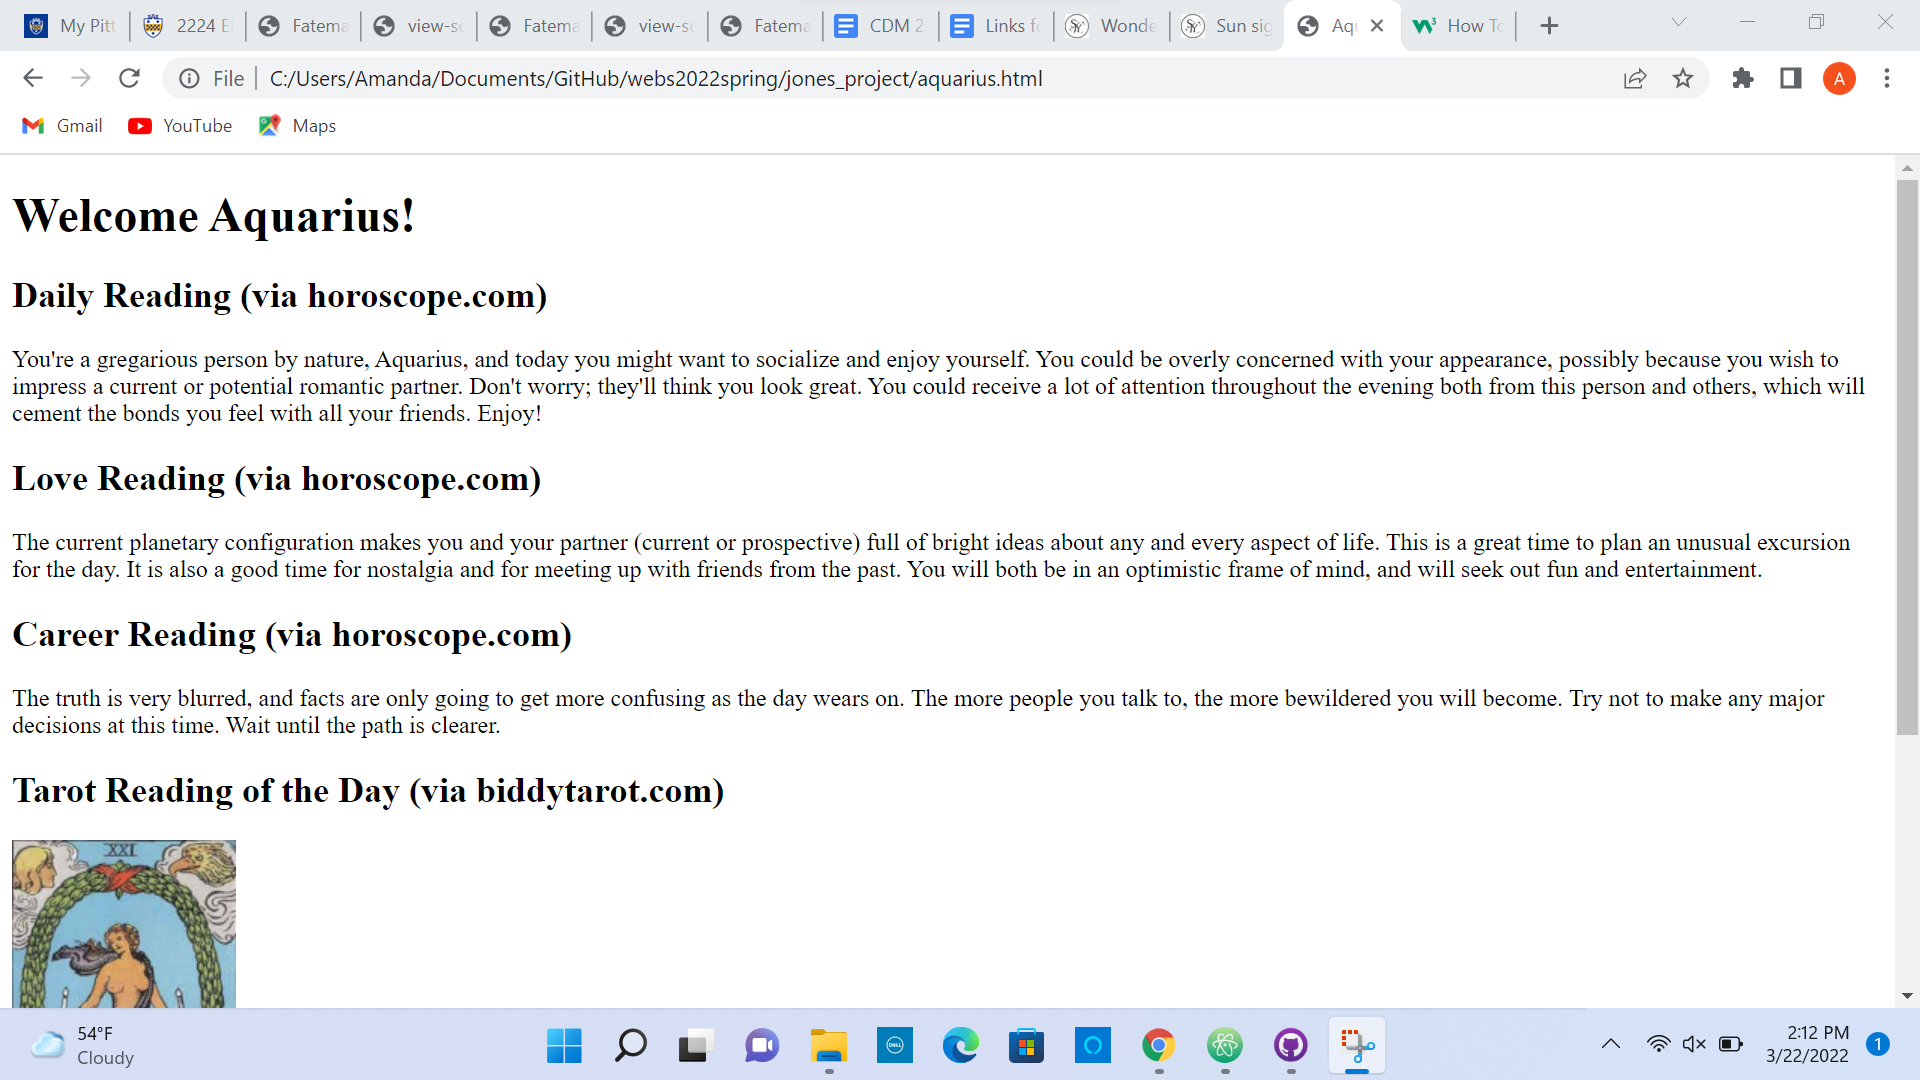 My Pitt
2224 E
Fatema
view-so
Fatema
view-so
Fatema
CDM 2
Links fo
Wonde
Sun sig
Aqu
How To
File
C:/Users/Amanda/Documents/GitHub/webs2022spring/jones_project/aquarius.html
A
Gmail
YouTube
Maps
Welcome Aquarius!
Daily Reading (via horoscope.com)
You're a gregarious person by nature, Aquarius, and today you might want to socialize and enjoy yourself. You could be overly concerned with your appearance, possibly because you wish to
impress a current or potential romantic partner. Don't worry; they'll think you look great. You could receive a lot of attention throughout the evening both from this person and others, which will
cement the bonds you feel with all your friends. Enjoy!
Love Reading (via horoscope.com)
The current planetary configuration makes you and your partner (current or prospective) full of bright ideas about any and every aspect of life. This is a great time to plan an unusual excursion
for the day. It is also a good time for nostalgia and for meeting up with friends from the past. You will both be in an optimistic frame of mind, and will seek out fun and entertainment.
Career Reading (via horoscope.com)
The truth is very blurred, and facts are only going to get more confusing as the day wears on. The more people you talk to, the more bewildered you will become. Try not to make any major
decisions at this time. Wait until the path is clearer.
Tarot Reading of the Day (via biddytarot.com)
XXI
54°F
Cloudy
DELL
2:12 PM
3/22/2022
1